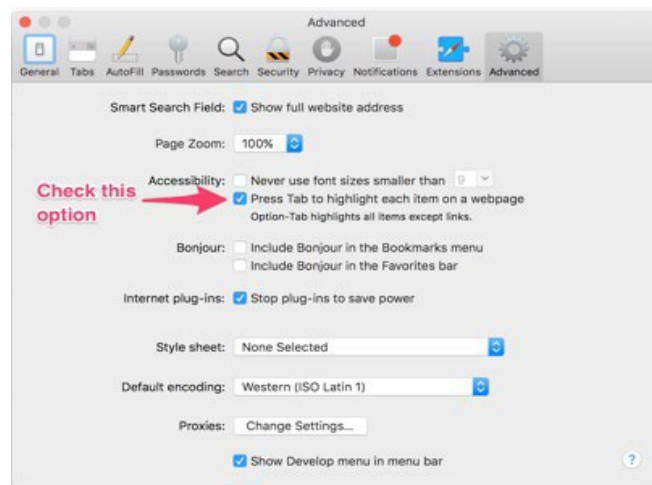 Advanced
General Tabs AutoFill Passwords Search Security Privacy Notifications Extensions Advanced
Smart Search Field: Show full website address
Page Zoom: 100%
Accessibility: Never use font sizes smaller than 9
Check this option
Press Tab to highlight each item on a webpage
Option-Tab highlights all items except links.
Bonjour: Include Bonjour in the Bookmarks menu
Include Bonjour in the Favorites bar
Internet plug-ins: Stop plug-ins to save power
Style sheet: None Selected
Default encoding: Western (ISO Latin 1)
Proxies: Change Settings...
Show Develop menu in menu bar
?